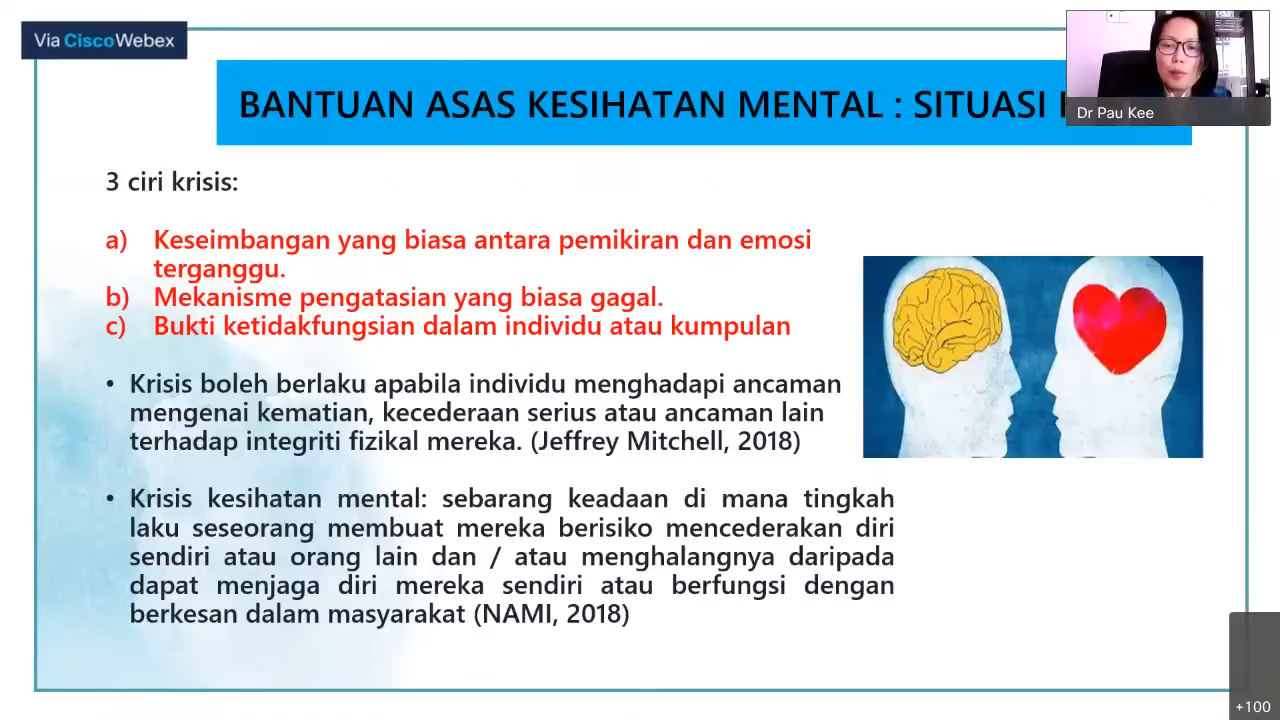 Via CiscoWebex
BANTUAN ASAS KESIHATAN MENTAL : SITUASI
Dr Pau Kee
3 ciri krisis:
a) Keseimbangan yang biasa antara pemikiran dan emosi
terganggu.
b) Mekanisme pengatasian yang biasa gagal.
c) Bukti ketidakfungsian dalam individu atau kumpulan
• Krisis boleh berlaku apabila individu menghadapi ancaman
mengenai kematian, kecederaan serius atau ancaman lain
terhadap integriti fizikal mereka. (Jeffrey Mitchell, 2018)
• Krisis kesihatan mental: sebarang keadaan di mana tingkah
laku seseorang membuat mereka berisiko mencederakan diri
sendiri atau orang lain dan / atau menghalangnya daripada
dapat menjaga diri mereka sendiri atau berfungsi dengan
berkesan dalam masyarakat (NAMI, 2018)
+100